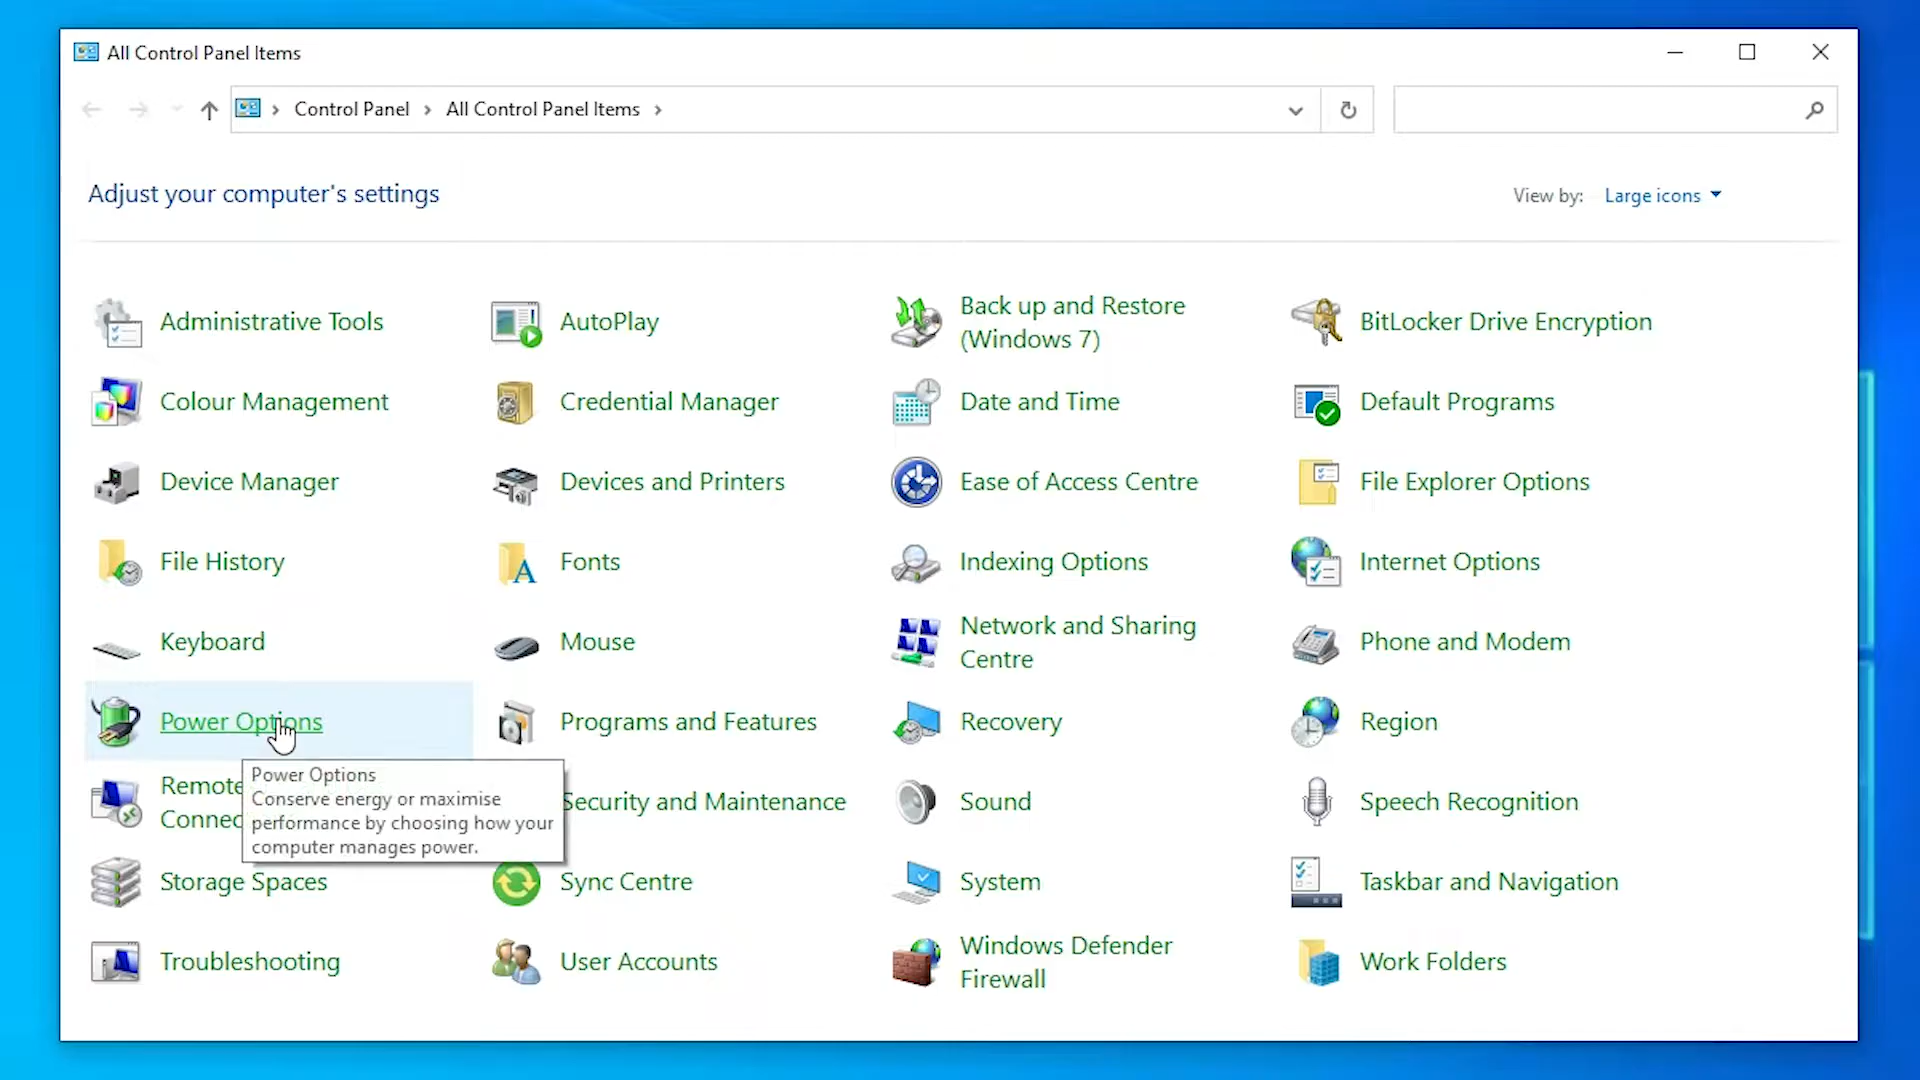 All Control Panel Items
Control Panel
All Control Panel Items
Adjust your computer's settings
View by:
Large icons
Administrative Tools
AutoPlay
Back up and Restore
(Windows 7)
BitLocker Drive Encryption
Colour Management
Credential Manager
Date and Time
Default Programs
Device Manager
Devices and Printers
Ease of Access Centre
File Explorer Options
File History
Fonts
Indexing Options
Internet Options
Keyboard
Mouse
Network and Sharing
Centre
Phone and Modem
Power Options
Programs and Features
Recovery
Region
Remote
Connec
Power Options
Conserve energy or maximise
performance by choosing how your
computer manages power.
Security and Maintenance
Sound
Speech Recognition
Storage Spaces
Sync Centre
System
Taskbar and Navigation
Troubleshooting
User Accounts
Windows Defender
Firewall
Work Folders